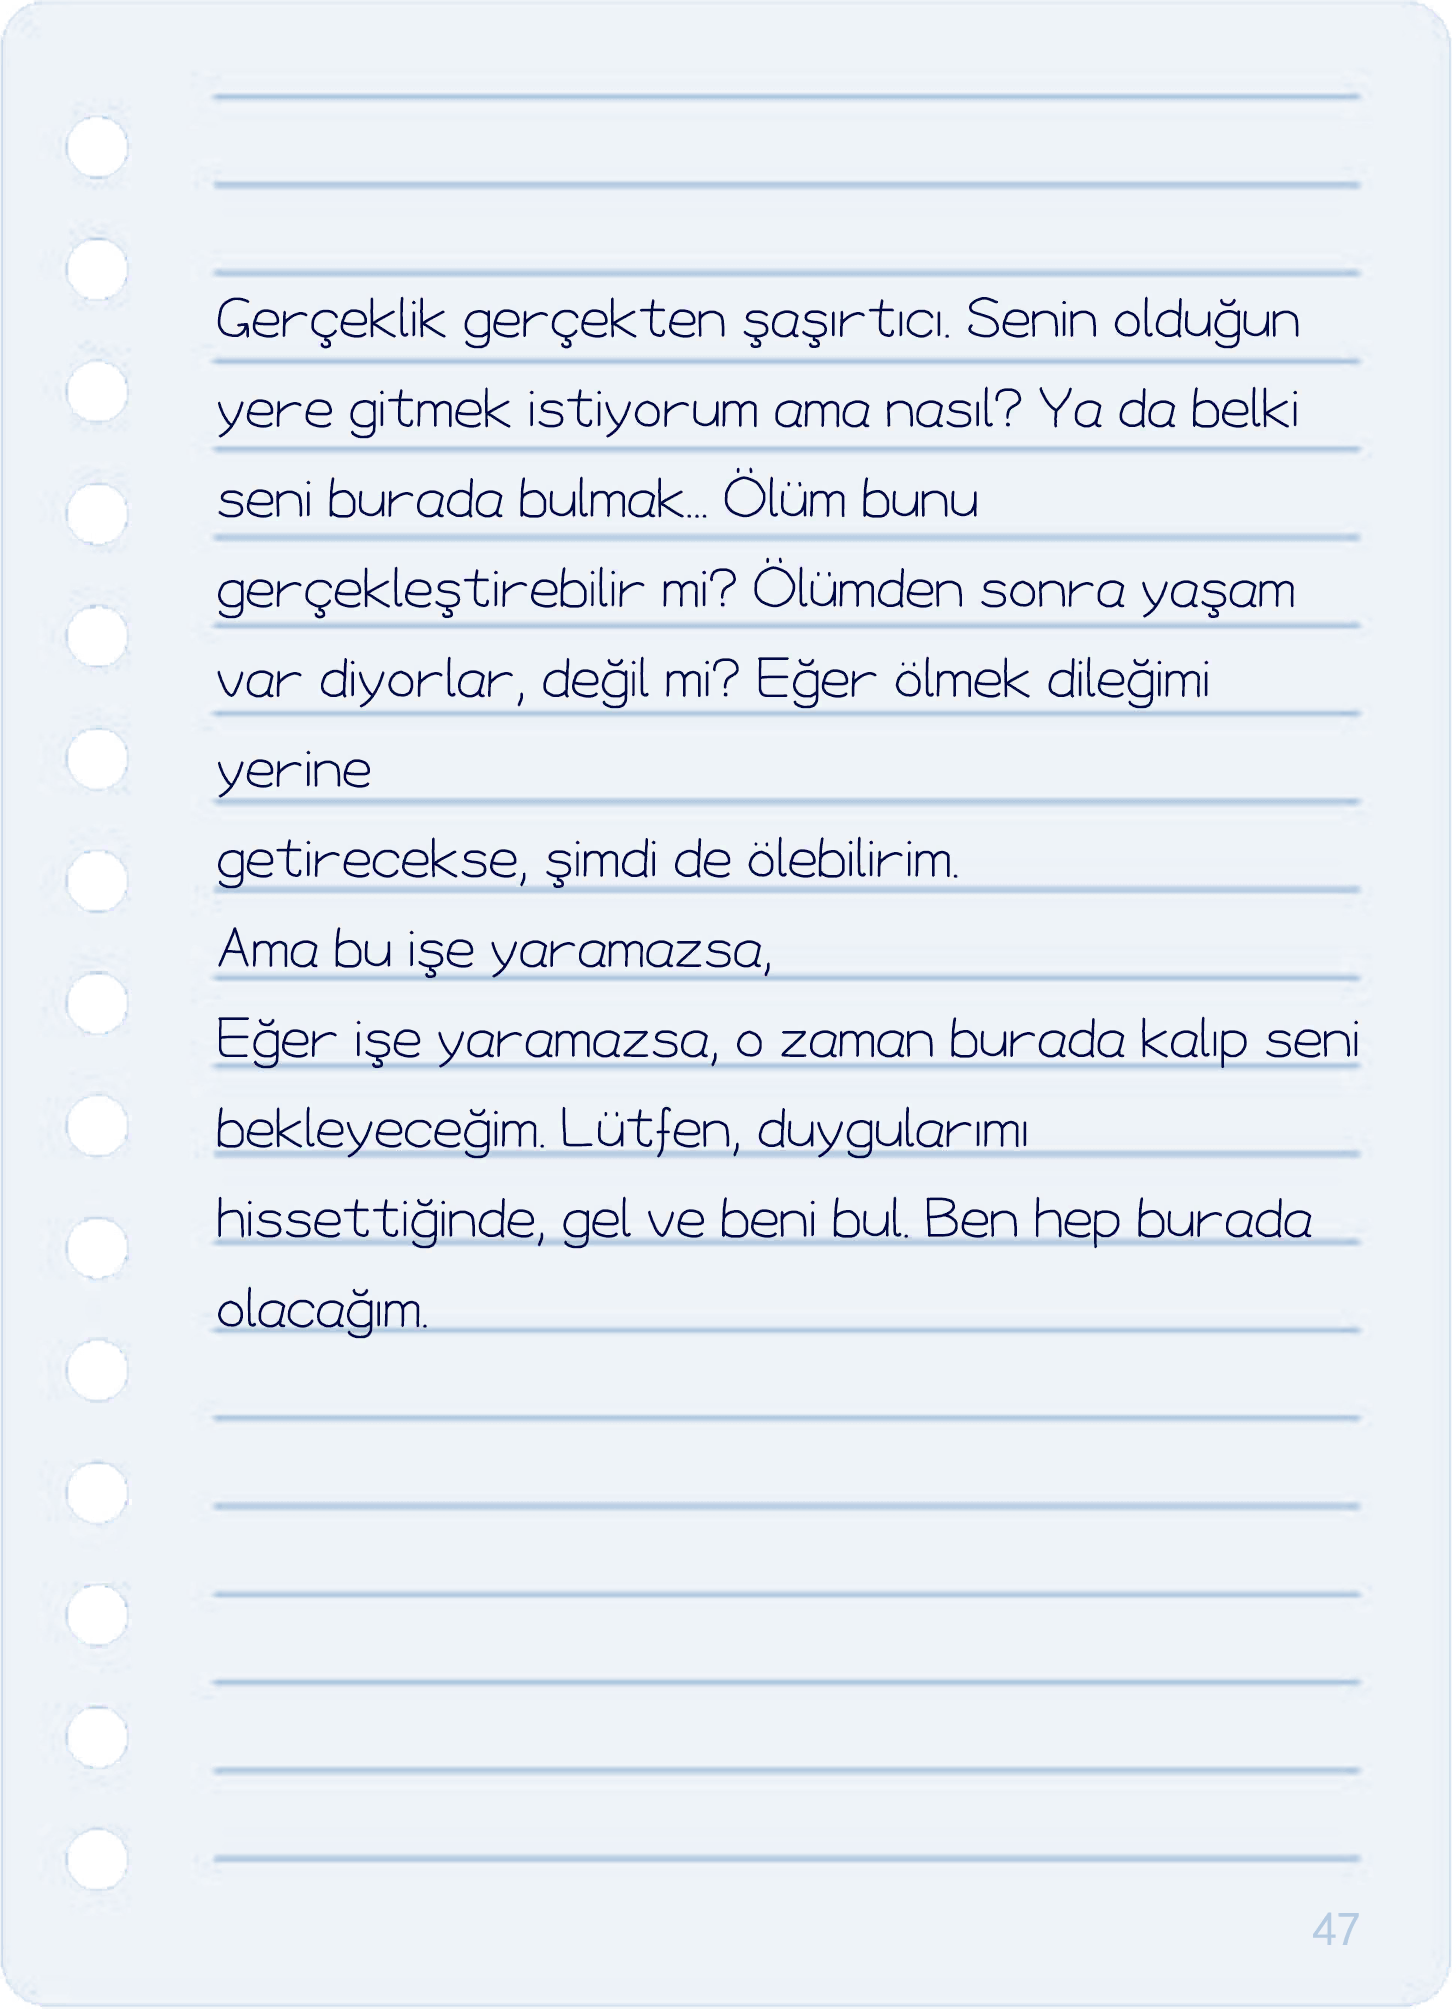 Gerçeklik gerçekten şaşırtıcı. Senin olduğun
yere gitmek istiyorum ama nasıl? Ya da belki
seni burada bulmak... Ölüm bunu
gerçekleştirebilir mi? Ölümden sonra yaşam
var diyorlar, değil mi? Eğer ölmek dileğimi
yerine
getirecekse, şimdi de ölebilirim.
Ama bu işe yaramazsa,
Eğer işe yaramazsa, o zaman burada kalıp seni
bekleyeceğim. Lütfen, duygularımı
hissettiğinde, gel ve beni bul. Ben hep burada
olacağım.
47